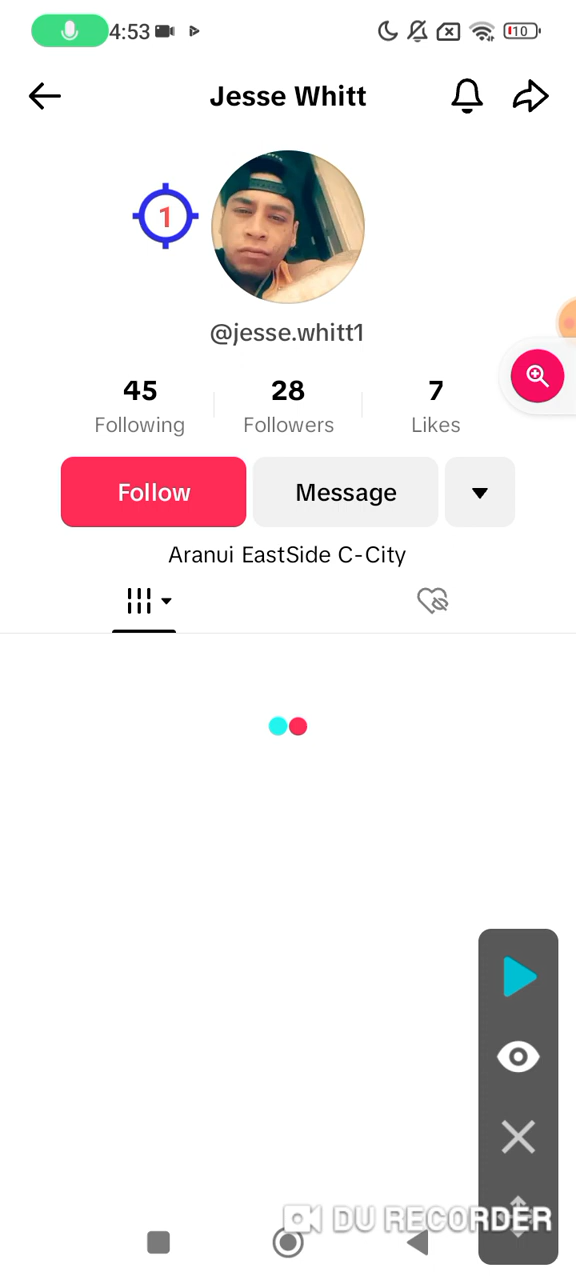 4:53
10
Jesse Whitt
1
@jesse.whitt1
45 28 7
Following Followers Likes
Follow Message
Aranui EastSide C-City
DU RECORDER